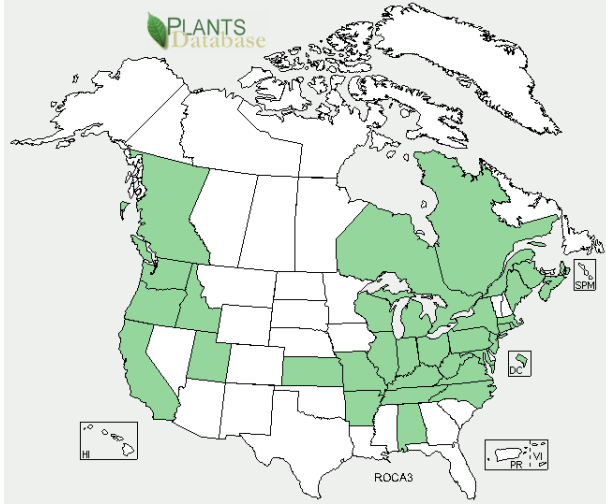 PLANTS
Database
SPM
DC
HI
PR
VI
ROCA3